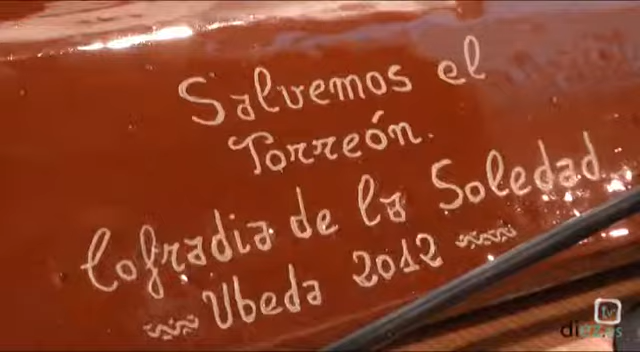 Salvemos el
Torreón.
Cofradia de la Soledad
Ubeda 2012